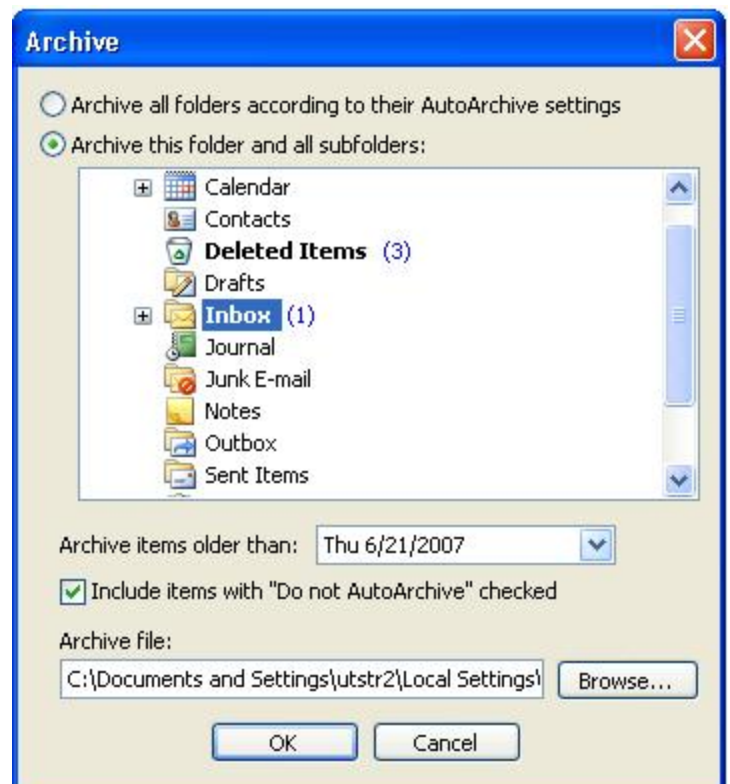 Archive
Archive all folders according to their AutoArchive settings
Archive this folder and all subfolders:
Calendar
Contacts
Deleted Items (3)
Drafts
Inbox (1)
Journal
Junk E-mail
Notes
Outbox
Sent Items
Archive items older than: Thu 6/21/2007
Include items with "Do not AutoArchive" checked
Archive file:
C:\Documents and Settings\utstr2\Local Settings\ Browse...
OK Cancel